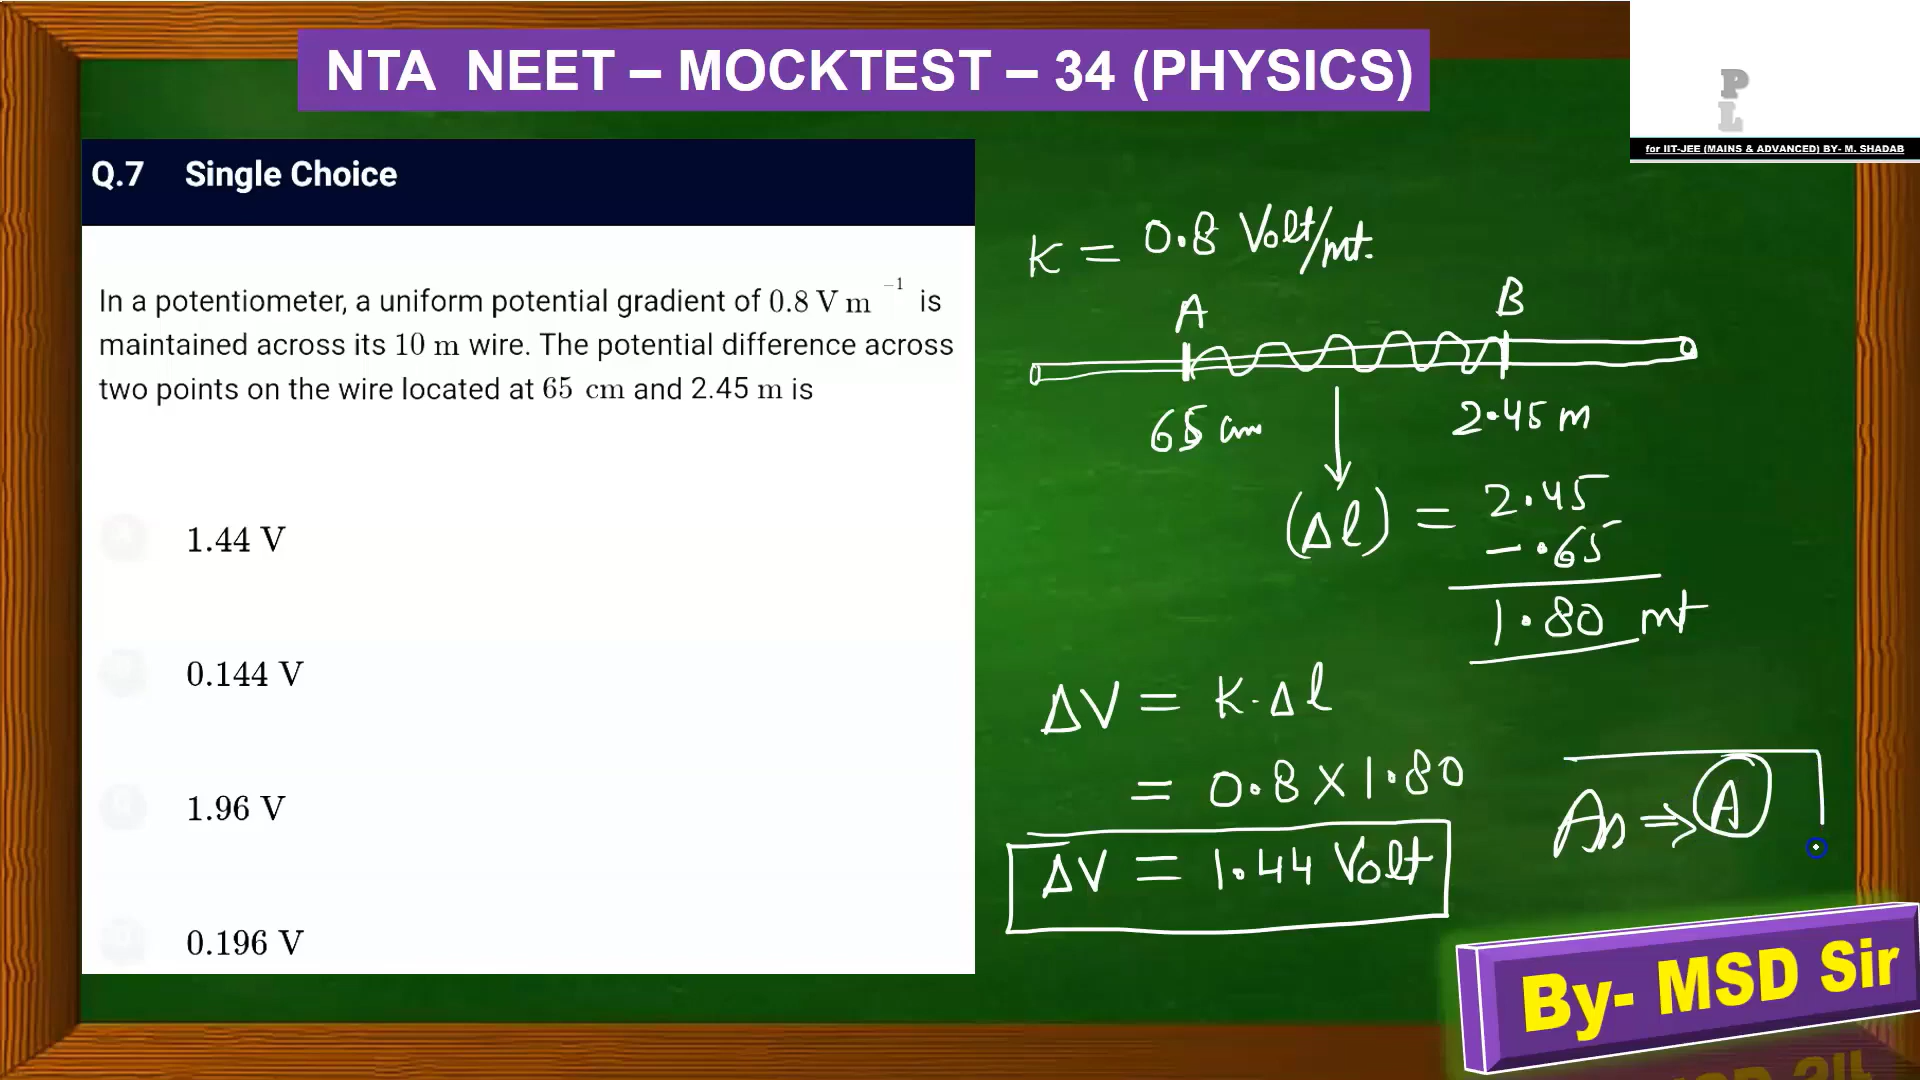 NTA NEET – MOCKTEST – 34 (PHYSICS)
P
L
for IIT-JEE (MAINS & ADVANCED) BY- M. SHADAB
Q.7 Single Choice
In a potentiometer, a uniform potential gradient of 0.8 V m⁻¹ is
maintained across its 10 m wire. The potential difference across
two points on the wire located at 65 cm and 2.45 m is
1.44 V
0.144 V
1.96 V
0.196 V
K = 0.8 Volt/mt.
A B
65 cm 2.45 m
(Δl) = 2.45
- .65
1.80 mt
ΔV = K.Δl
= 0.8 X 1.80
ΔV = 1.44 Volt
An ⇒ A
By- MSD Sir